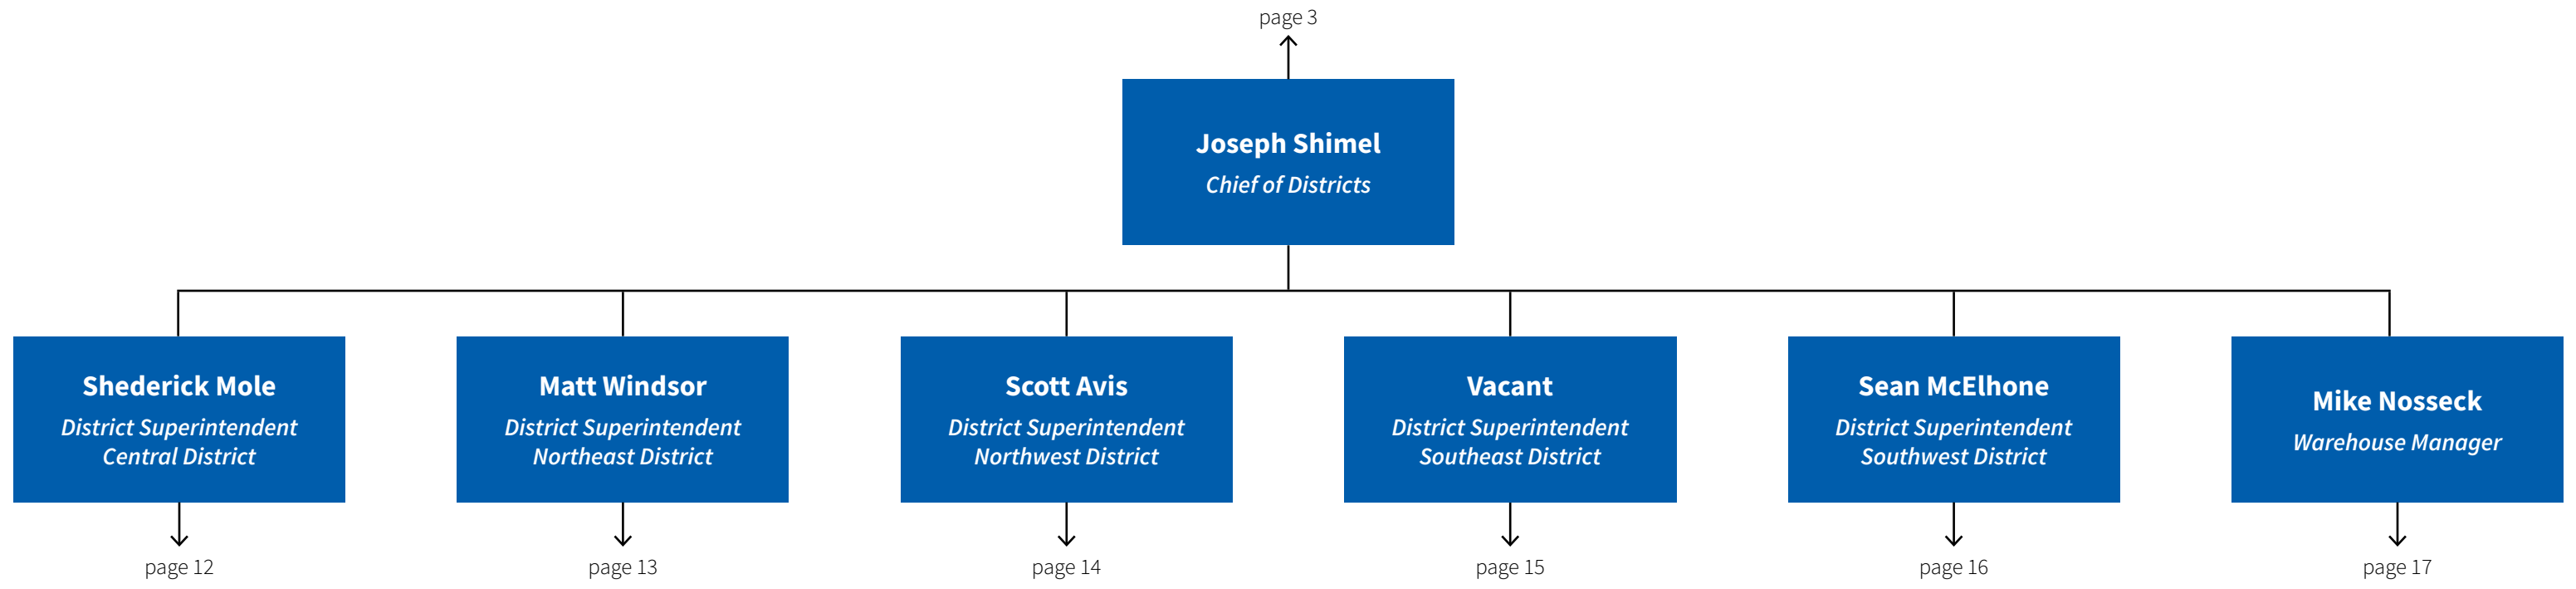 page 3
Joseph Shimel
Chief of Districts
Shederick Mole
District Superintendent
Central District
page 12
Matt Windsor
District Superintendent
Northeast District
page 13
Scott Avis
District Superintendent
Northwest District
page 14
Vacant
District Superintendent
Southeast District
page 15
Sean McElhone
District Superintendent
Southwest District
page 16
Mike Nosseck
Warehouse Manager
page 17